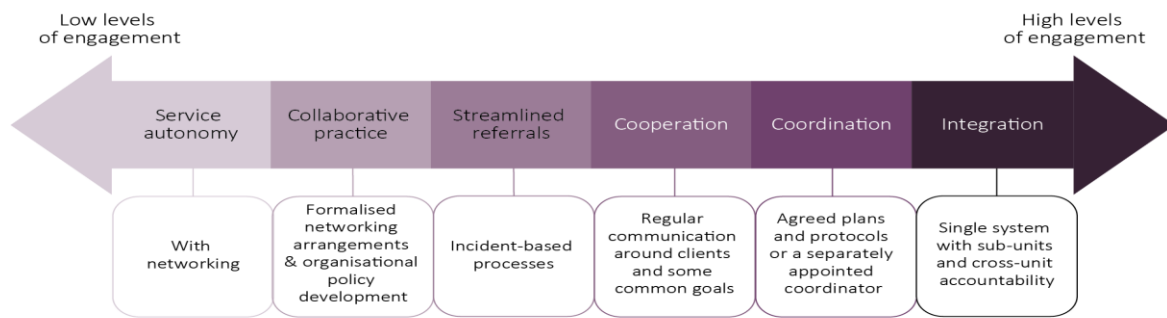 Low levels
of engagement
High levels
of engagement
Service
autonomy
Collaborative
practice
Streamlined
referrals
Cooperation
Coordination
Integration
With
networking
Formalised
networking
arrangements
& organisational
policy
development
Incident-based
processes
Regular
communication
around clients
and some
common goals
Agreed plans
and protocols
or a separately
appointed
coordinator
Single system
with sub-units
and cross-unit
accountability